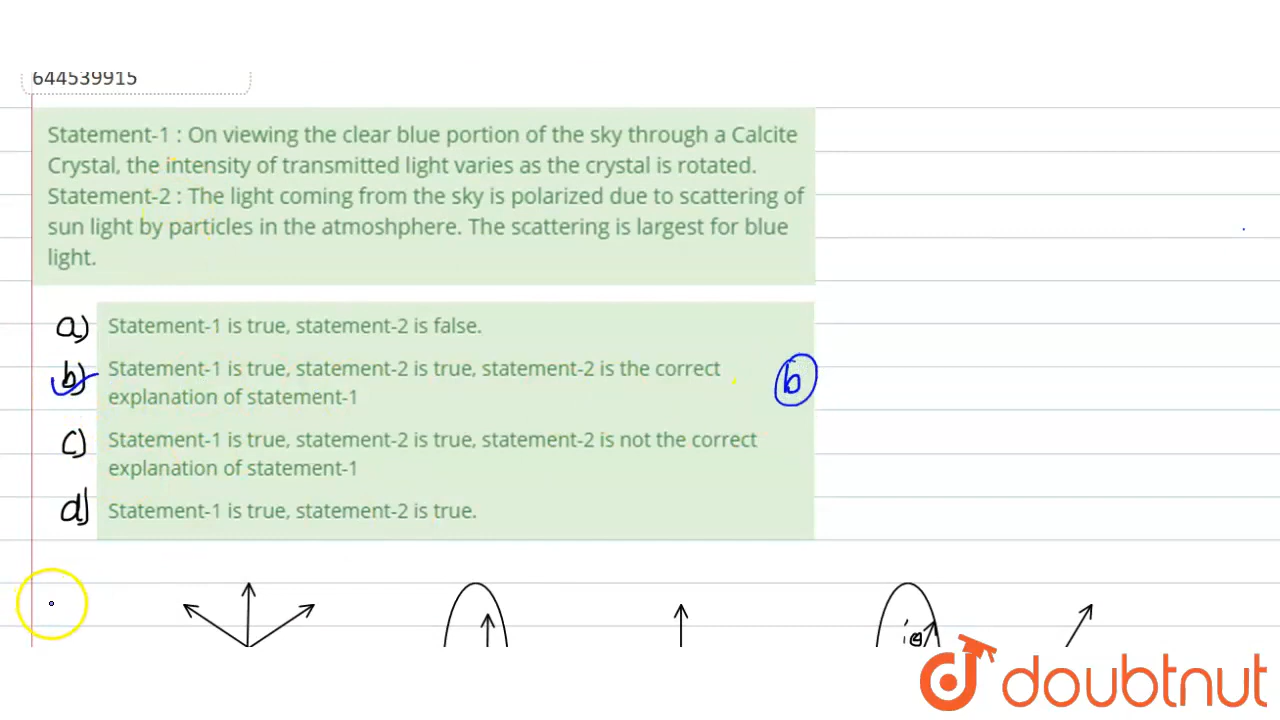 644539915
Statement-1 : On viewing the clear blue portion of the sky through a Calcite
Crystal, the intensity of transmitted light varies as the crystal is rotated.
Statement-2 : The light coming from the sky is polarized due to scattering of
sun light by particles in the atmoshphere. The scattering is largest for blue
light.
a) Statement-1 is true, statement-2 is false.
b) Statement-1 is true, statement-2 is true, statement-2 is the correct
explanation of statement-1
b
c) Statement-1 is true, statement-2 is true, statement-2 is not the correct
explanation of statement-1
d) Statement-1 is true, statement-2 is true.
doubtnut